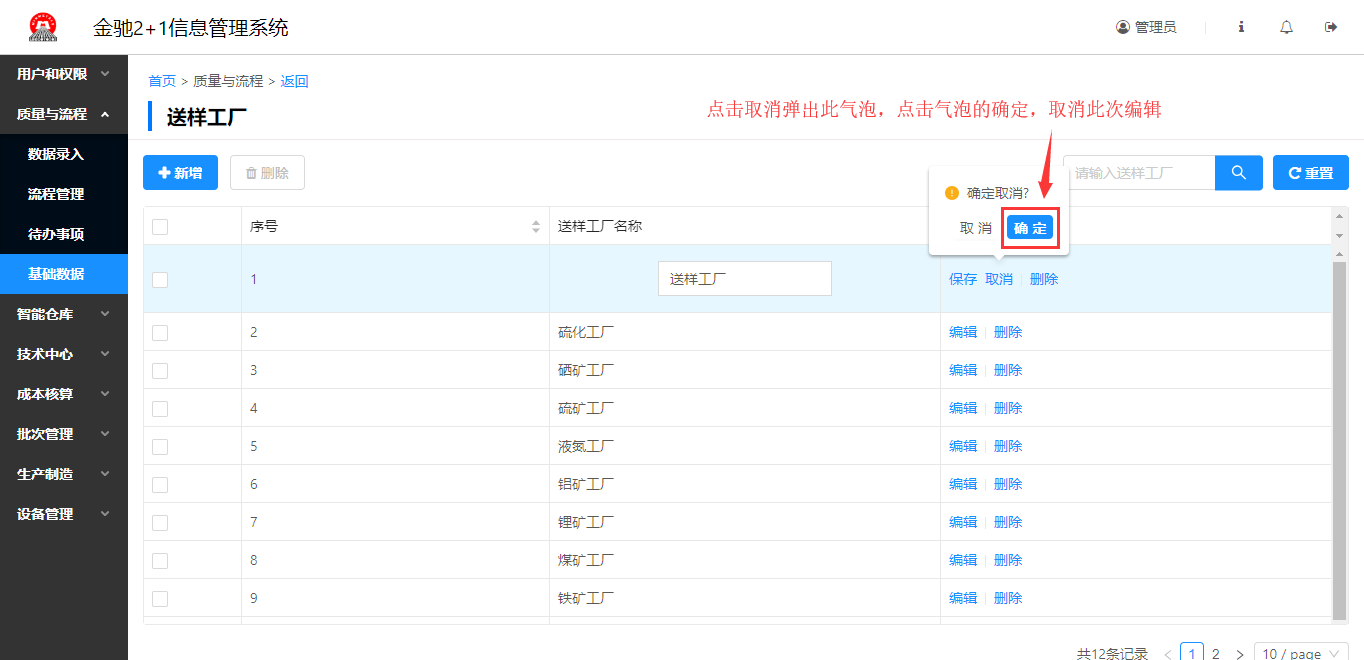 金驰2+1信息管理系统
管理员
用户和权限
质量与流程
数据录入
流程管理
待办事项
基础数据
智能仓库
技术中心
成本核算
批次管理
生产制造
设备管理
首页 > 质量与流程 > 返回
送样工厂
点击取消弹出此气泡，点击气泡的确定，取消此次编辑
新增
删除
请输入送样工厂
重置
确定取消?
取 消
确 定
序号 送样工厂名称
1 送样工厂 保存 取消 删除
2 硫化工厂 编辑 删除
3 硒矿工厂 编辑 删除
4 硫矿工厂 编辑 删除
5 液氮工厂 编辑 删除
6 铝矿工厂 编辑 删除
7 锂矿工厂 编辑 删除
8 煤矿工厂 编辑 删除
9 铁矿工厂 编辑 删除
共12条记录 < 1 2 > 10 / page